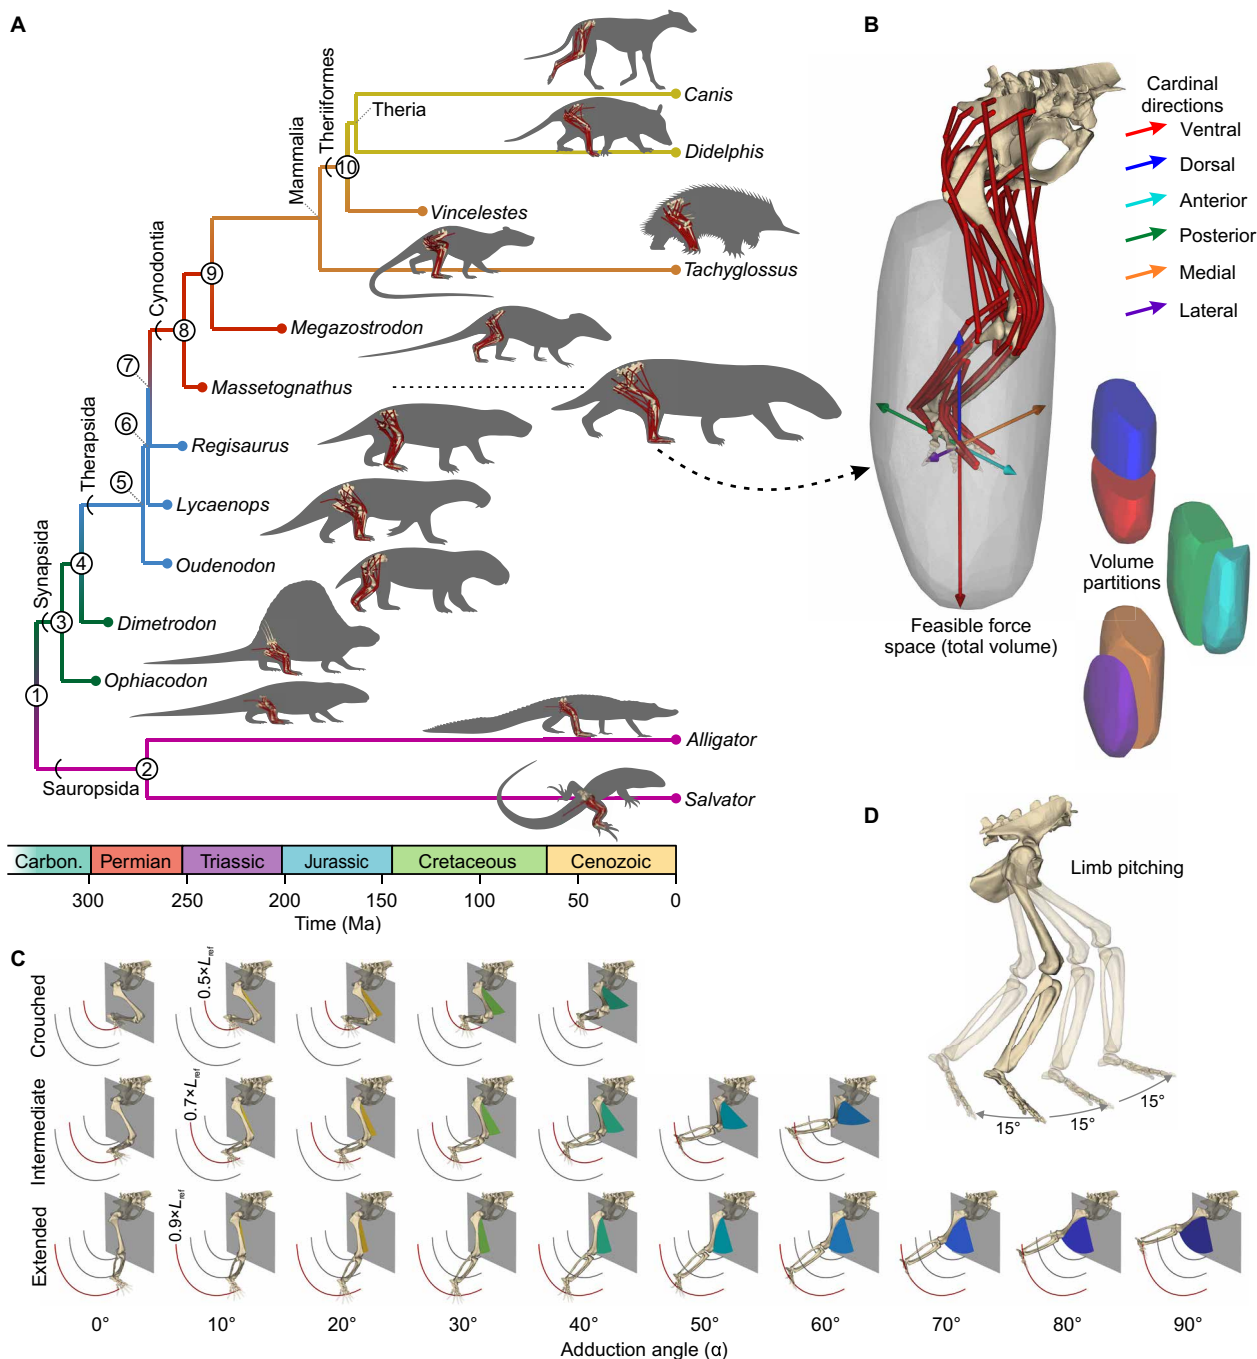 A
Canis
Theria
Didelphis
Theriiformes
Mammalia
10
Vincelestes
Tachyglossus
Cynodontia
9
8
Megazostrodon
Massetognathus
7
6
5
Therapsida
Regisaurus
Lycaenops
Oudenodon
Synapsida
4
3
Dimetrodon
Ophiacodon
1
2
Sauropsida
Alligator
Salvator
Carbon. Permian Triassic Jurassic Cretaceous Cenozoic
300 250 200 150 100 50 0
Time (Ma)
B
Cardinal
directions
Ventral
Dorsal
Anterior
Posterior
Medial
Lateral
Volume
partitions
Feasible force
space (total volume)
C
Crouched
0.5×Lref
Intermediate
0.7×Lref
Extended
0.9×Lref
0° 10° 20° 30° 40° 50° 60° 70° 80° 90°
Adduction angle (α)
D
Limb pitching
15° 15° 15°